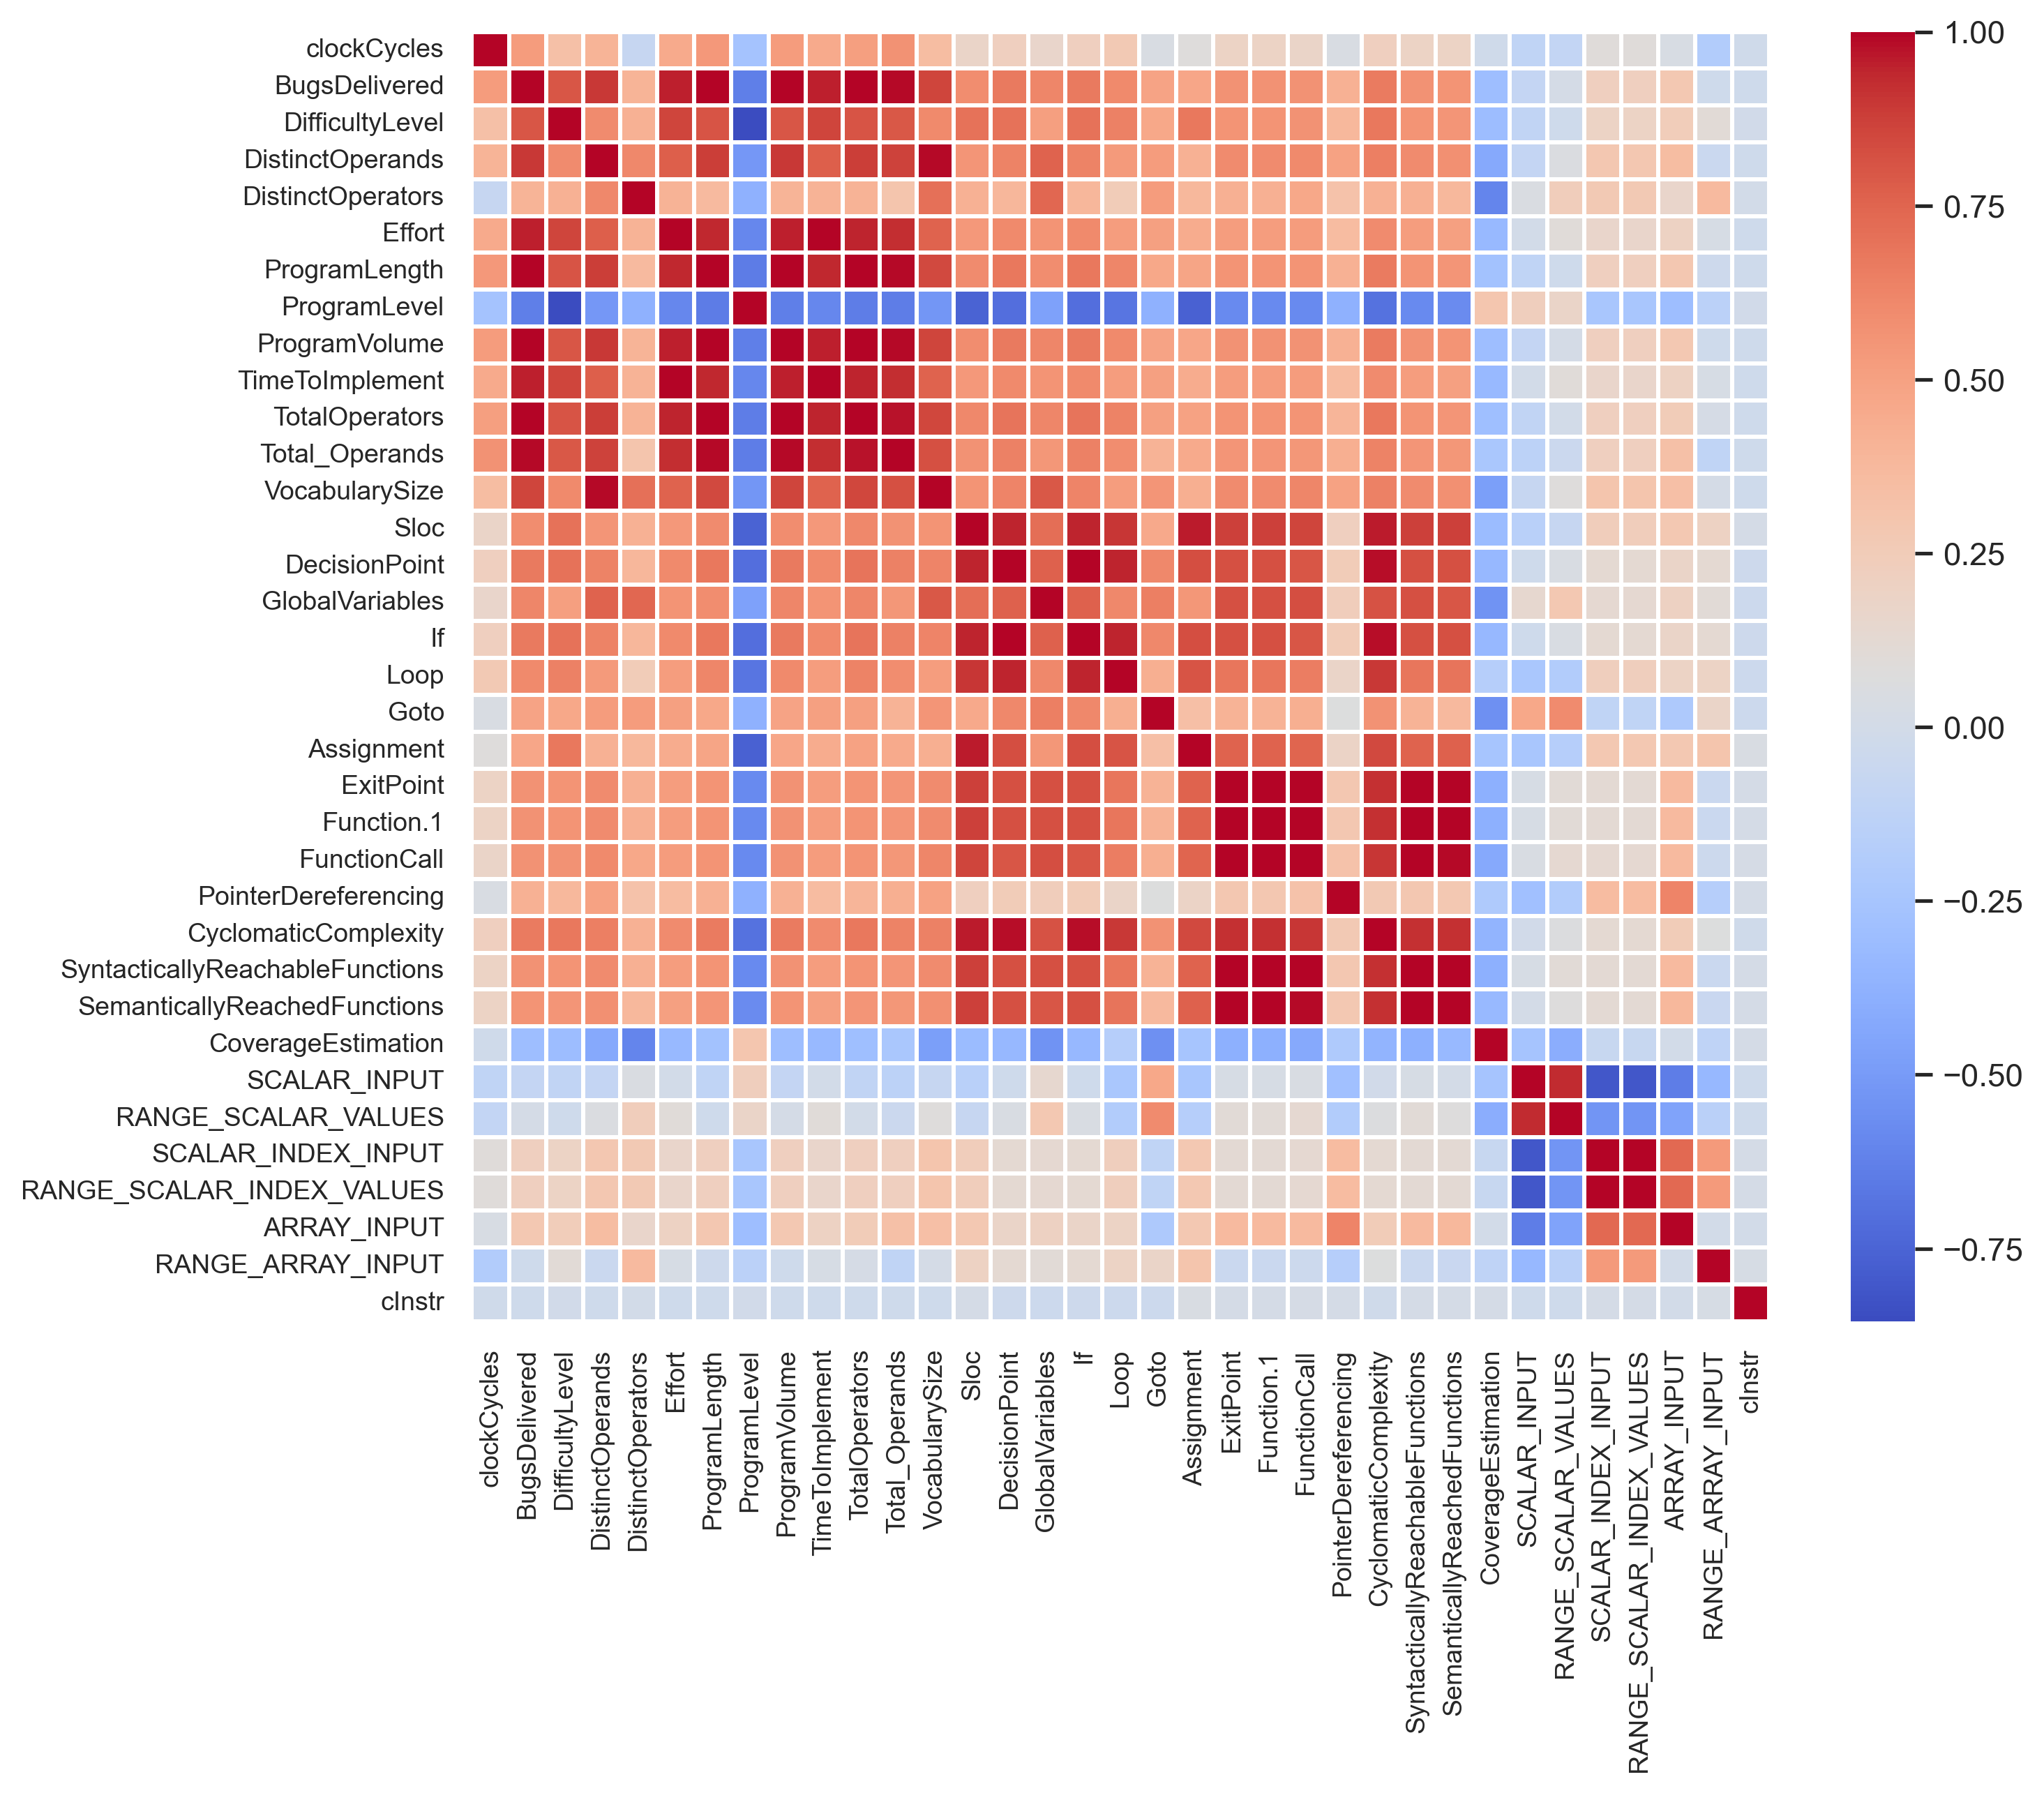 clockCycles
BugsDelivered
DifficultyLevel
DistinctOperands
DistinctOperators
Effort
ProgramLength
ProgramLevel
ProgramVolume
TimeToImplement
TotalOperators
Total_Operands
VocabularySize
Sloc
DecisionPoint
GlobalVariables
If
Loop
Goto
Assignment
ExitPoint
Function.1
FunctionCall
PointerDereferencing
CyclomaticComplexity
SyntacticallyReachableFunctions
SemanticallyReachedFunctions
CoverageEstimation
SCALAR_INPUT
RANGE_SCALAR_VALUES
SCALAR_INDEX_INPUT
RANGE_SCALAR_INDEX_VALUES
ARRAY_INPUT
RANGE_ARRAY_INPUT
cInstr
clockCycles
BugsDelivered
DifficultyLevel
DistinctOperands
DistinctOperators
Effort
ProgramLength
ProgramLevel
ProgramVolume
TimeToImplement
TotalOperators
Total_Operands
VocabularySize
Sloc
DecisionPoint
GlobalVariables
If
Loop
Goto
Assignment
ExitPoint
Function.1
FunctionCall
PointerDereferencing
CyclomaticComplexity
SyntacticallyReachableFunctions
SemanticallyReachedFunctions
CoverageEstimation
SCALAR_INPUT
RANGE_SCALAR_VALUES
SCALAR_INDEX_INPUT
RANGE_SCALAR_INDEX_VALUES
ARRAY_INPUT
RANGE_ARRAY_INPUT
cInstr
1.00
0.75
0.50
0.25
0.00
−0.25
−0.50
−0.75